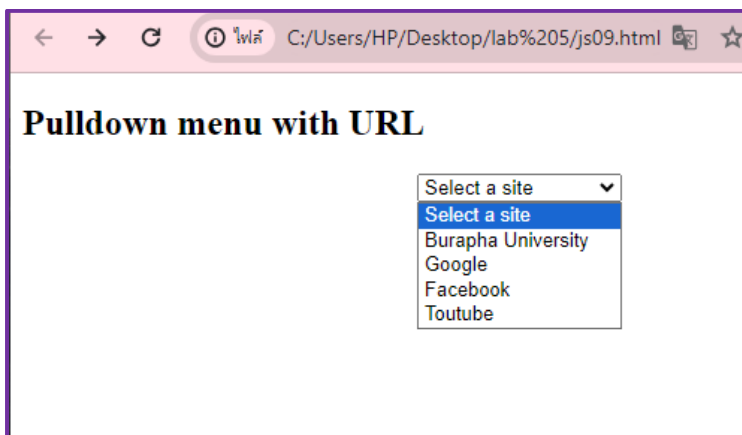 ไฟล์ C:/Users/HP/Desktop/lab%205/js09.html
Pulldown menu with URL
Select a site
Select a site
Burapha University
Google
Facebook
Toutube